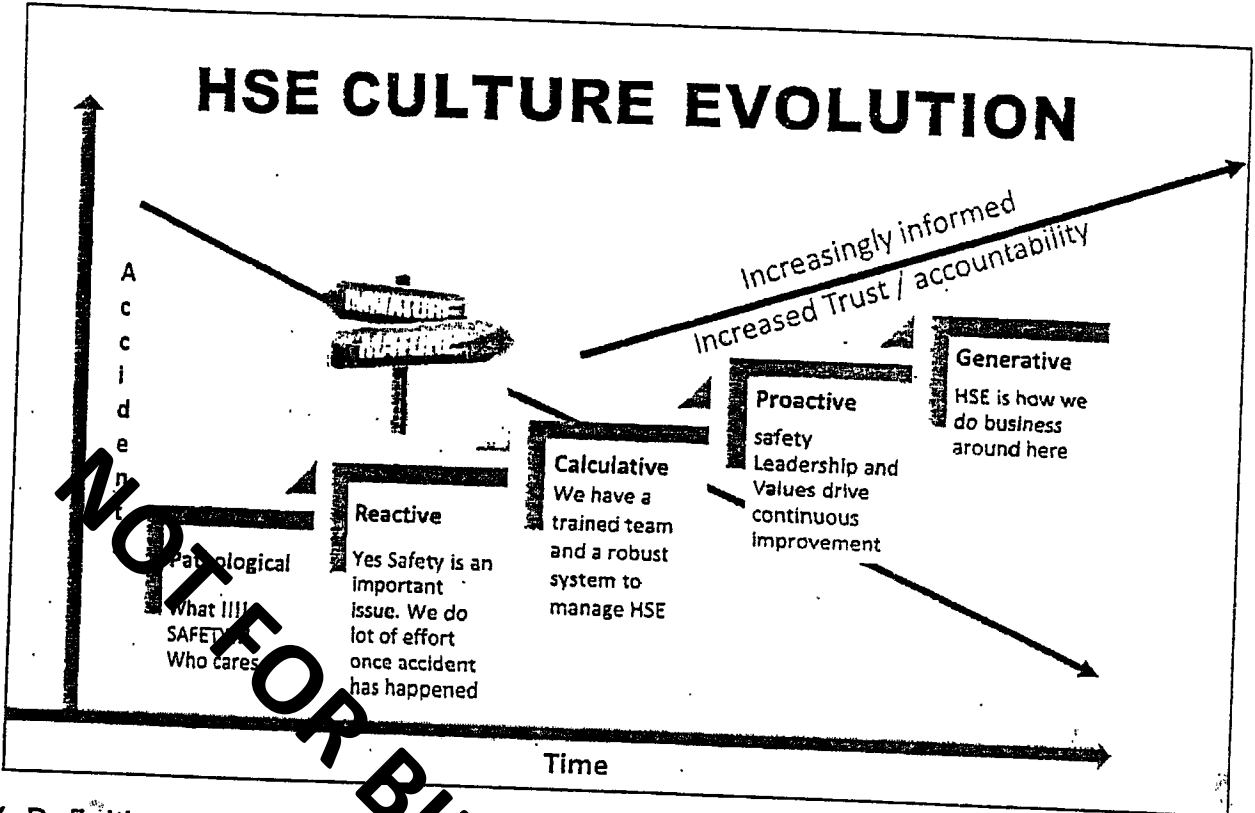 HSE CULTURE EVOLUTION
Accident
Increasingly informed
Increased Trust / accountability
MATURE
Generative
HSE is how we
do business
around here
Proactive
safety
Leadership and
Values drive
continuous
improvement
Calculative
We have a
trained team
and a robust
system to
manage HSE
Reactive
Yes Safety is an
important
issue. We do
lot of effort
once accident
has happened
Pathological
What !!!!
SAFETY
Who cares
Time
NOT FOR